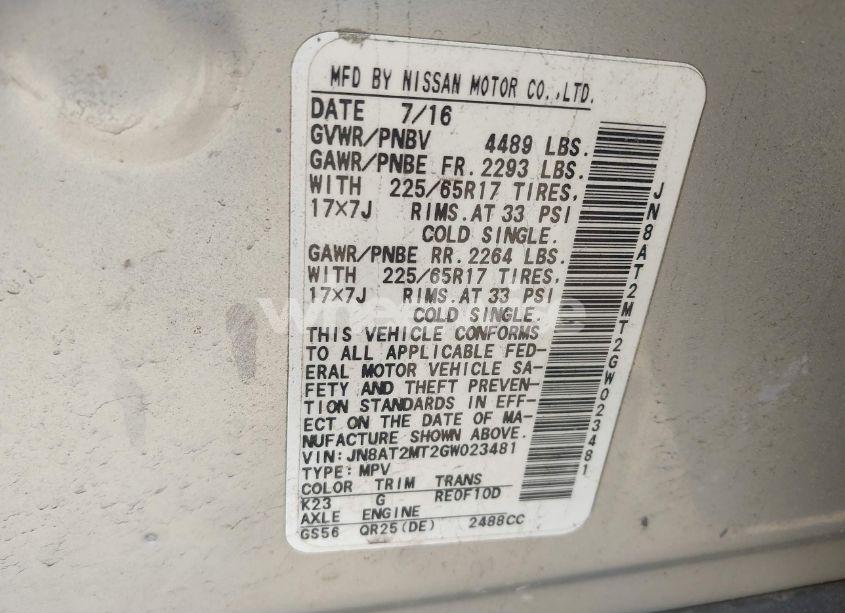 MFD BY NISSAN MOTOR CO.,LTD.
DATE 7/16
GVWR/PNBV 4489 LBS.
GAWR/PNBE FR. 2293 LBS.
WITH 225/65R17 TIRES,
17×7J RIMS.AT 33 PSI
COLD SINGLE.
GAWR/PNBE RR. 2264 LBS.
WITH 225/65R17 TIRES,
17×7J RIMS.AT 33 PSI
COLD SINGLE.
THIS VEHICLE CONFORMS
TO ALL APPLICABLE FED-
ERAL MOTOR VEHICLE SA-
FETY AND THEFT PREVEN-
TION STANDARDS IN EFF-
ECT ON THE DATE OF MA-
NUFACTURE SHOWN ABOVE.
VIN:JN8AT2MT2GW023481
TYPE:MPV
COLOR TRIM TRANS
K23 G RE0F10D
AXLE ENGINE
GS56 QR25(DE) 2488CC
JN8AT2MT2GW023481